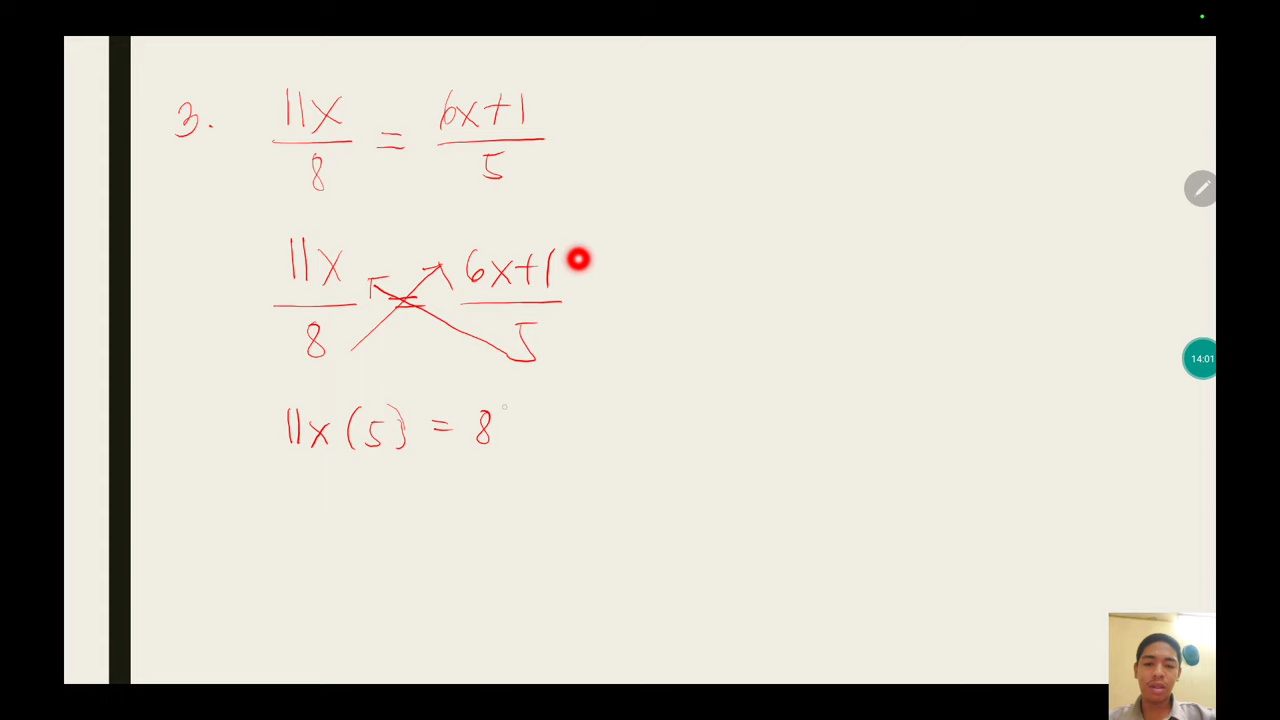 3. 11x/8 = 6x+1/5
11x/8 = 6x+1/5
11x(5) = 8
14:01